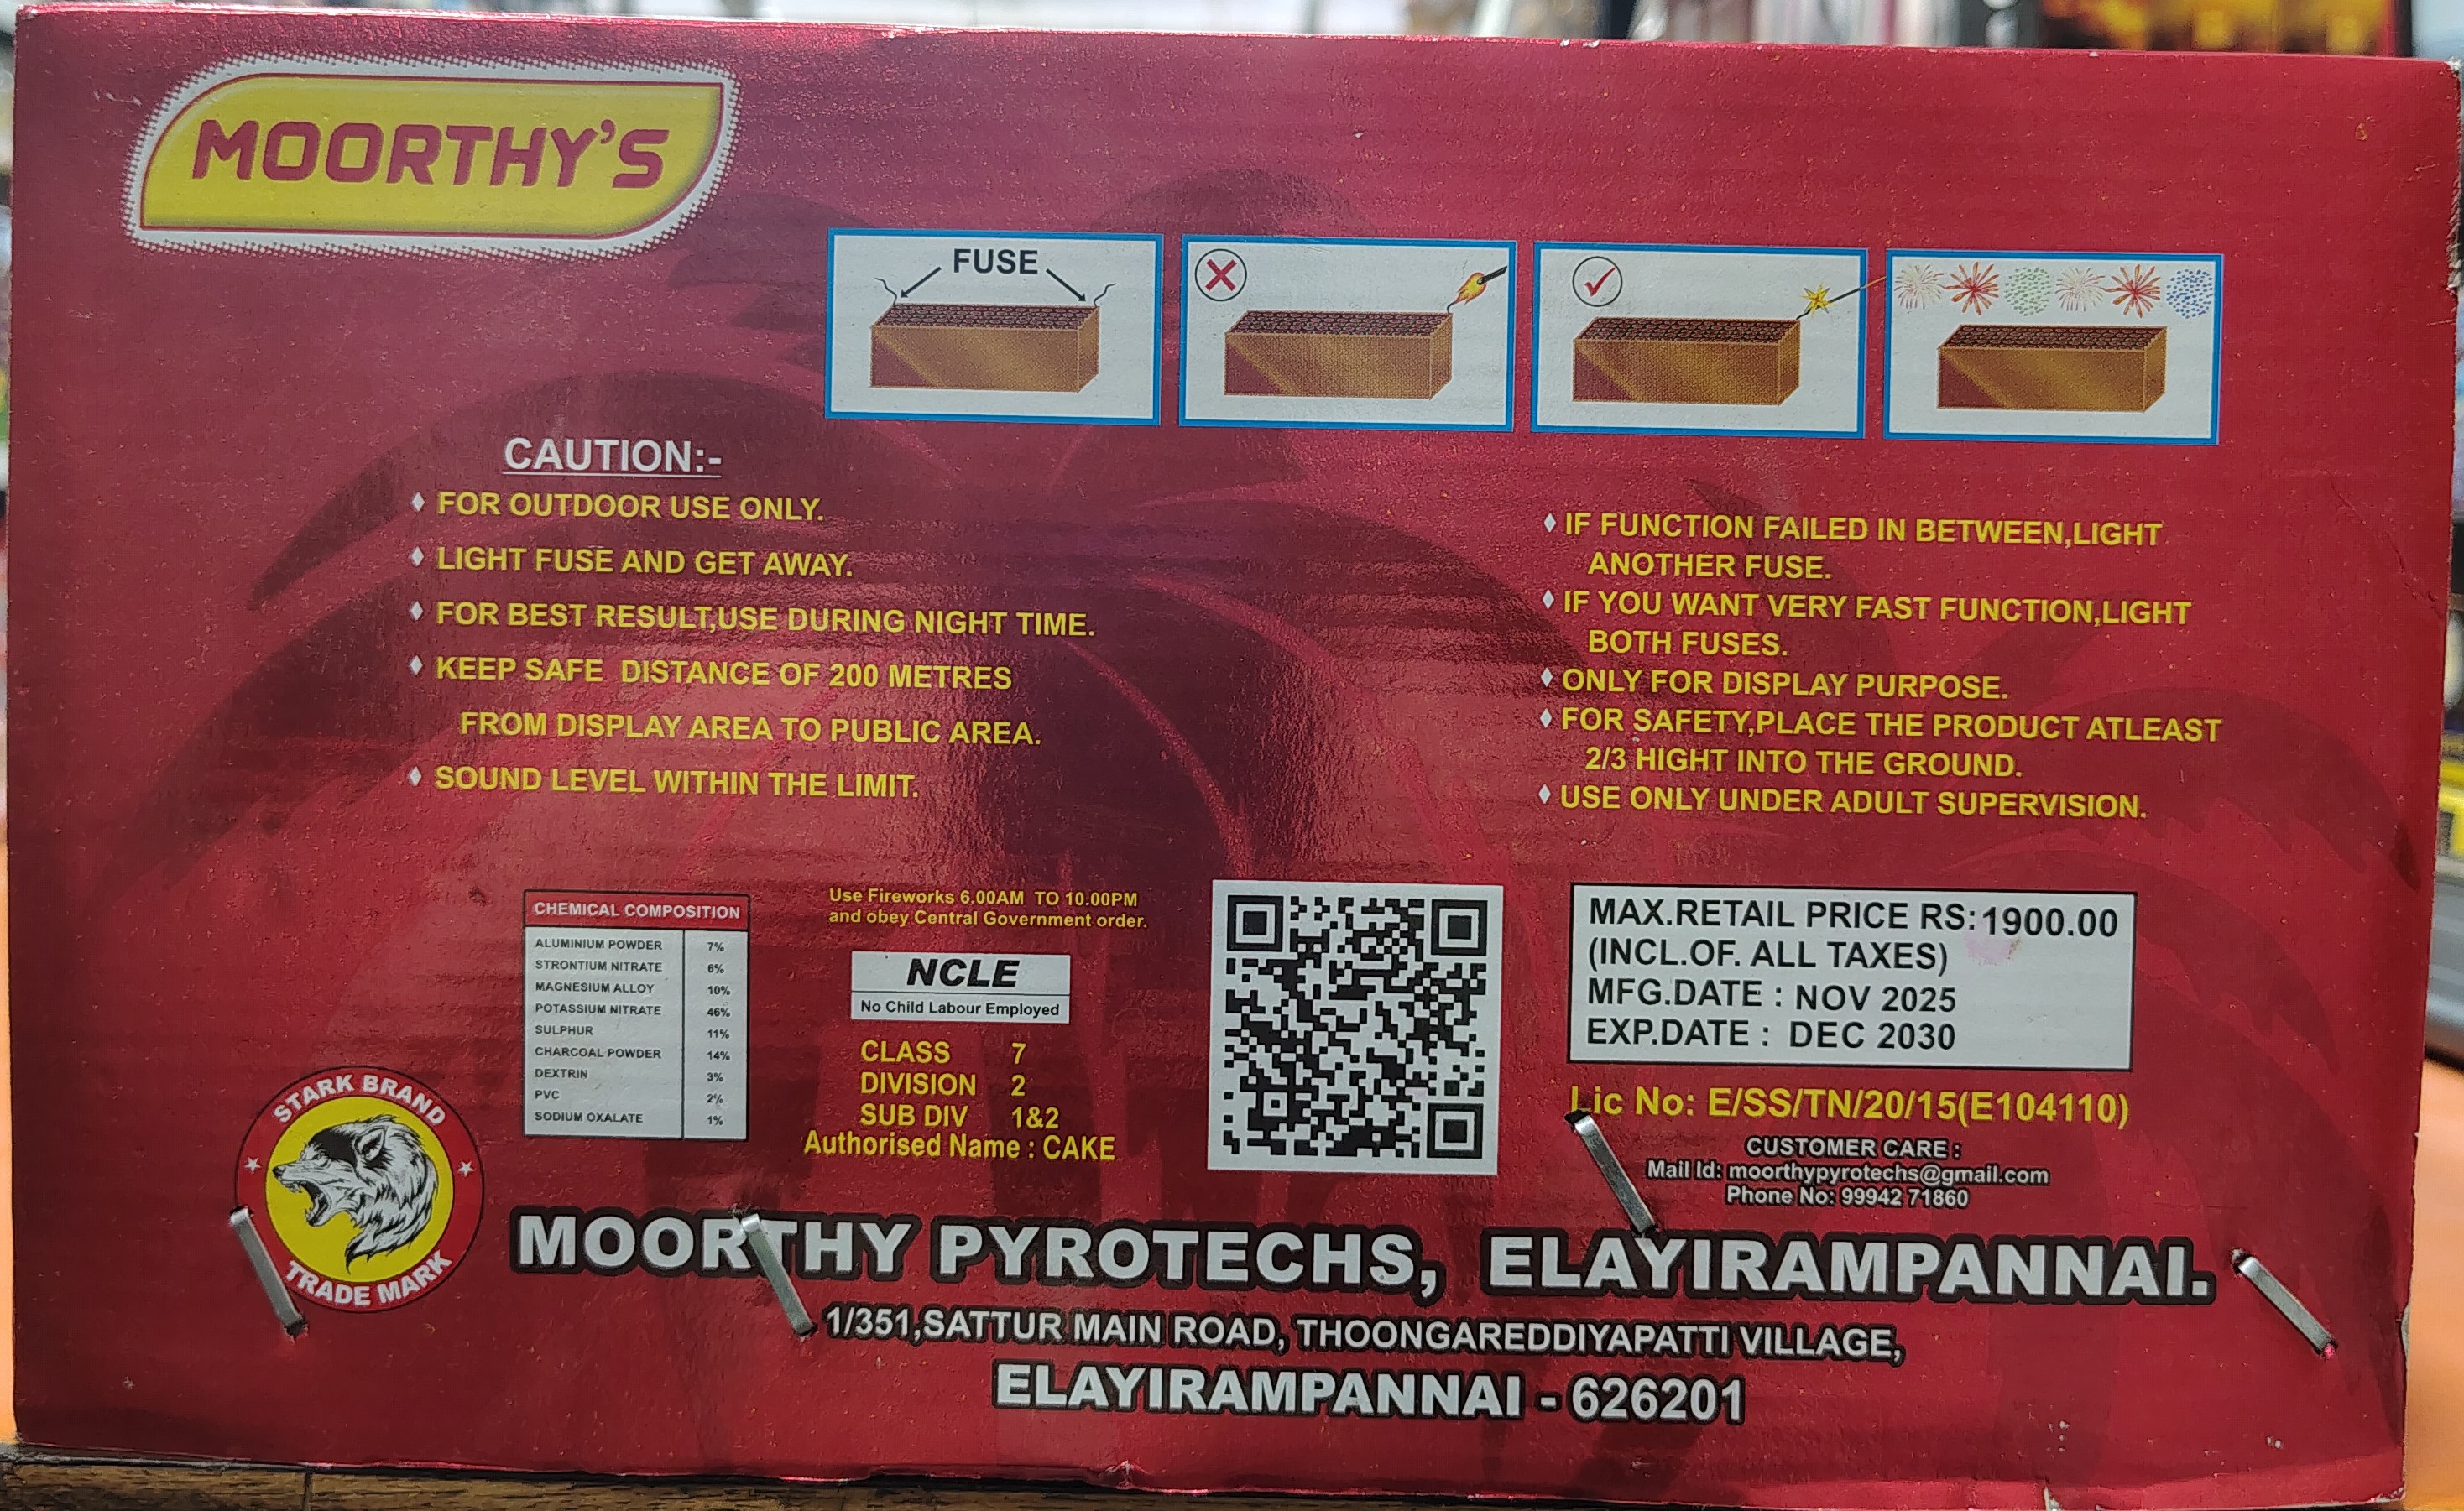 MOORTHY'S
FUSE
CAUTION:-
FOR OUTDOOR USE ONLY.
LIGHT FUSE AND GET AWAY.
FOR BEST RESULT,USE DURING NIGHT TIME.
KEEP SAFE DISTANCE OF 200 METRES
FROM DISPLAY AREA TO PUBLIC AREA.
SOUND LEVEL WITHIN THE LIMIT.
IF FUNCTION FAILED IN BETWEEN,LIGHT
ANOTHER FUSE.
IF YOU WANT VERY FAST FUNCTION,LIGHT
BOTH FUSES.
ONLY FOR DISPLAY PURPOSE.
FOR SAFETY,PLACE THE PRODUCT ATLEAST
2/3 HIGHT INTO THE GROUND.
USE ONLY UNDER ADULT SUPERVISION.
CHEMICAL COMPOSITION
ALUMINIUM POWDER 7%
STRONTIUM NITRATE 6%
MAGNESIUM ALLOY 10%
POTASSIUM NITRATE 46%
SULPHUR 11%
CHARCOAL POWDER 14%
DEXTRIN 3%
PVC 2%
SODIUM OXALATE 1%
Use Fireworks 6.00AM TO 10.00PM
and obey Central Government order.
NCLE
No Child Labour Employed
CLASS 7
DIVISION 2
SUB DIV 1&2
Authorised Name : CAKE
MAX.RETAIL PRICE RS:1900.00
(INCL.OF. ALL TAXES)
MFG.DATE : NOV 2025
EXP.DATE : DEC 2030
Lic No: E/SS/TN/20/15(E104110)
CUSTOMER CARE :
Mail Id: moorthypyrotechs@gmail.com
Phone No: 99942 71860
STARK BRAND
TRADE MARK
MOORTHY PYROTECHS, ELAYIRAMPANNAI.
1/351,SATTUR MAIN ROAD, THOONGAREDDIYAPATTI VILLAGE,
ELAYIRAMPANNAI - 626201